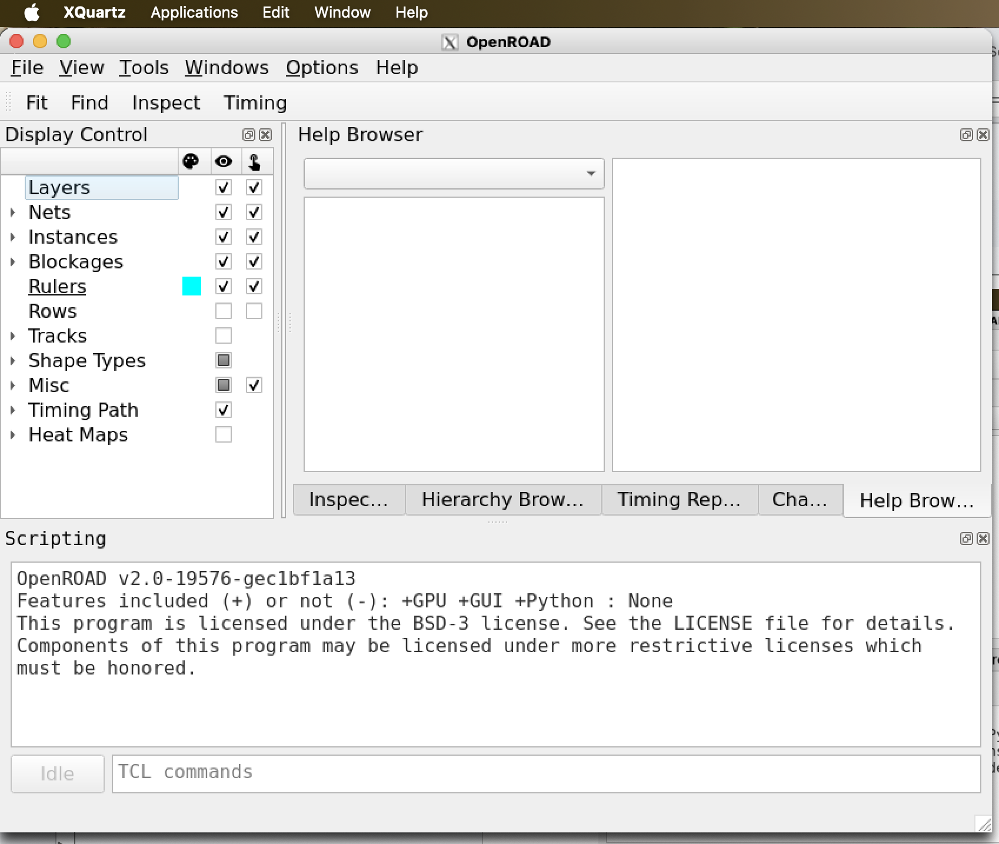 XQuartz Applications Edit Window Help
OpenROAD
File View Tools Windows Options Help
Fit Find Inspect Timing
Display Control
Help Browser
Layers
Nets
Instances
Blockages
Rulers
Rows
Tracks
Shape Types
Misc
Timing Path
Heat Maps
Inspec... Hierarchy Brow... Timing Rep... Cha... Help Brow...
Scripting
OpenROAD v2.0-19576-gec1bf1a13
Features included (+) or not (-): +GPU +GUI +Python : None
This program is licensed under the BSD-3 license. See the LICENSE file for details.
Components of this program may be licensed under more restrictive licenses which
must be honored.
Idle
TCL commands